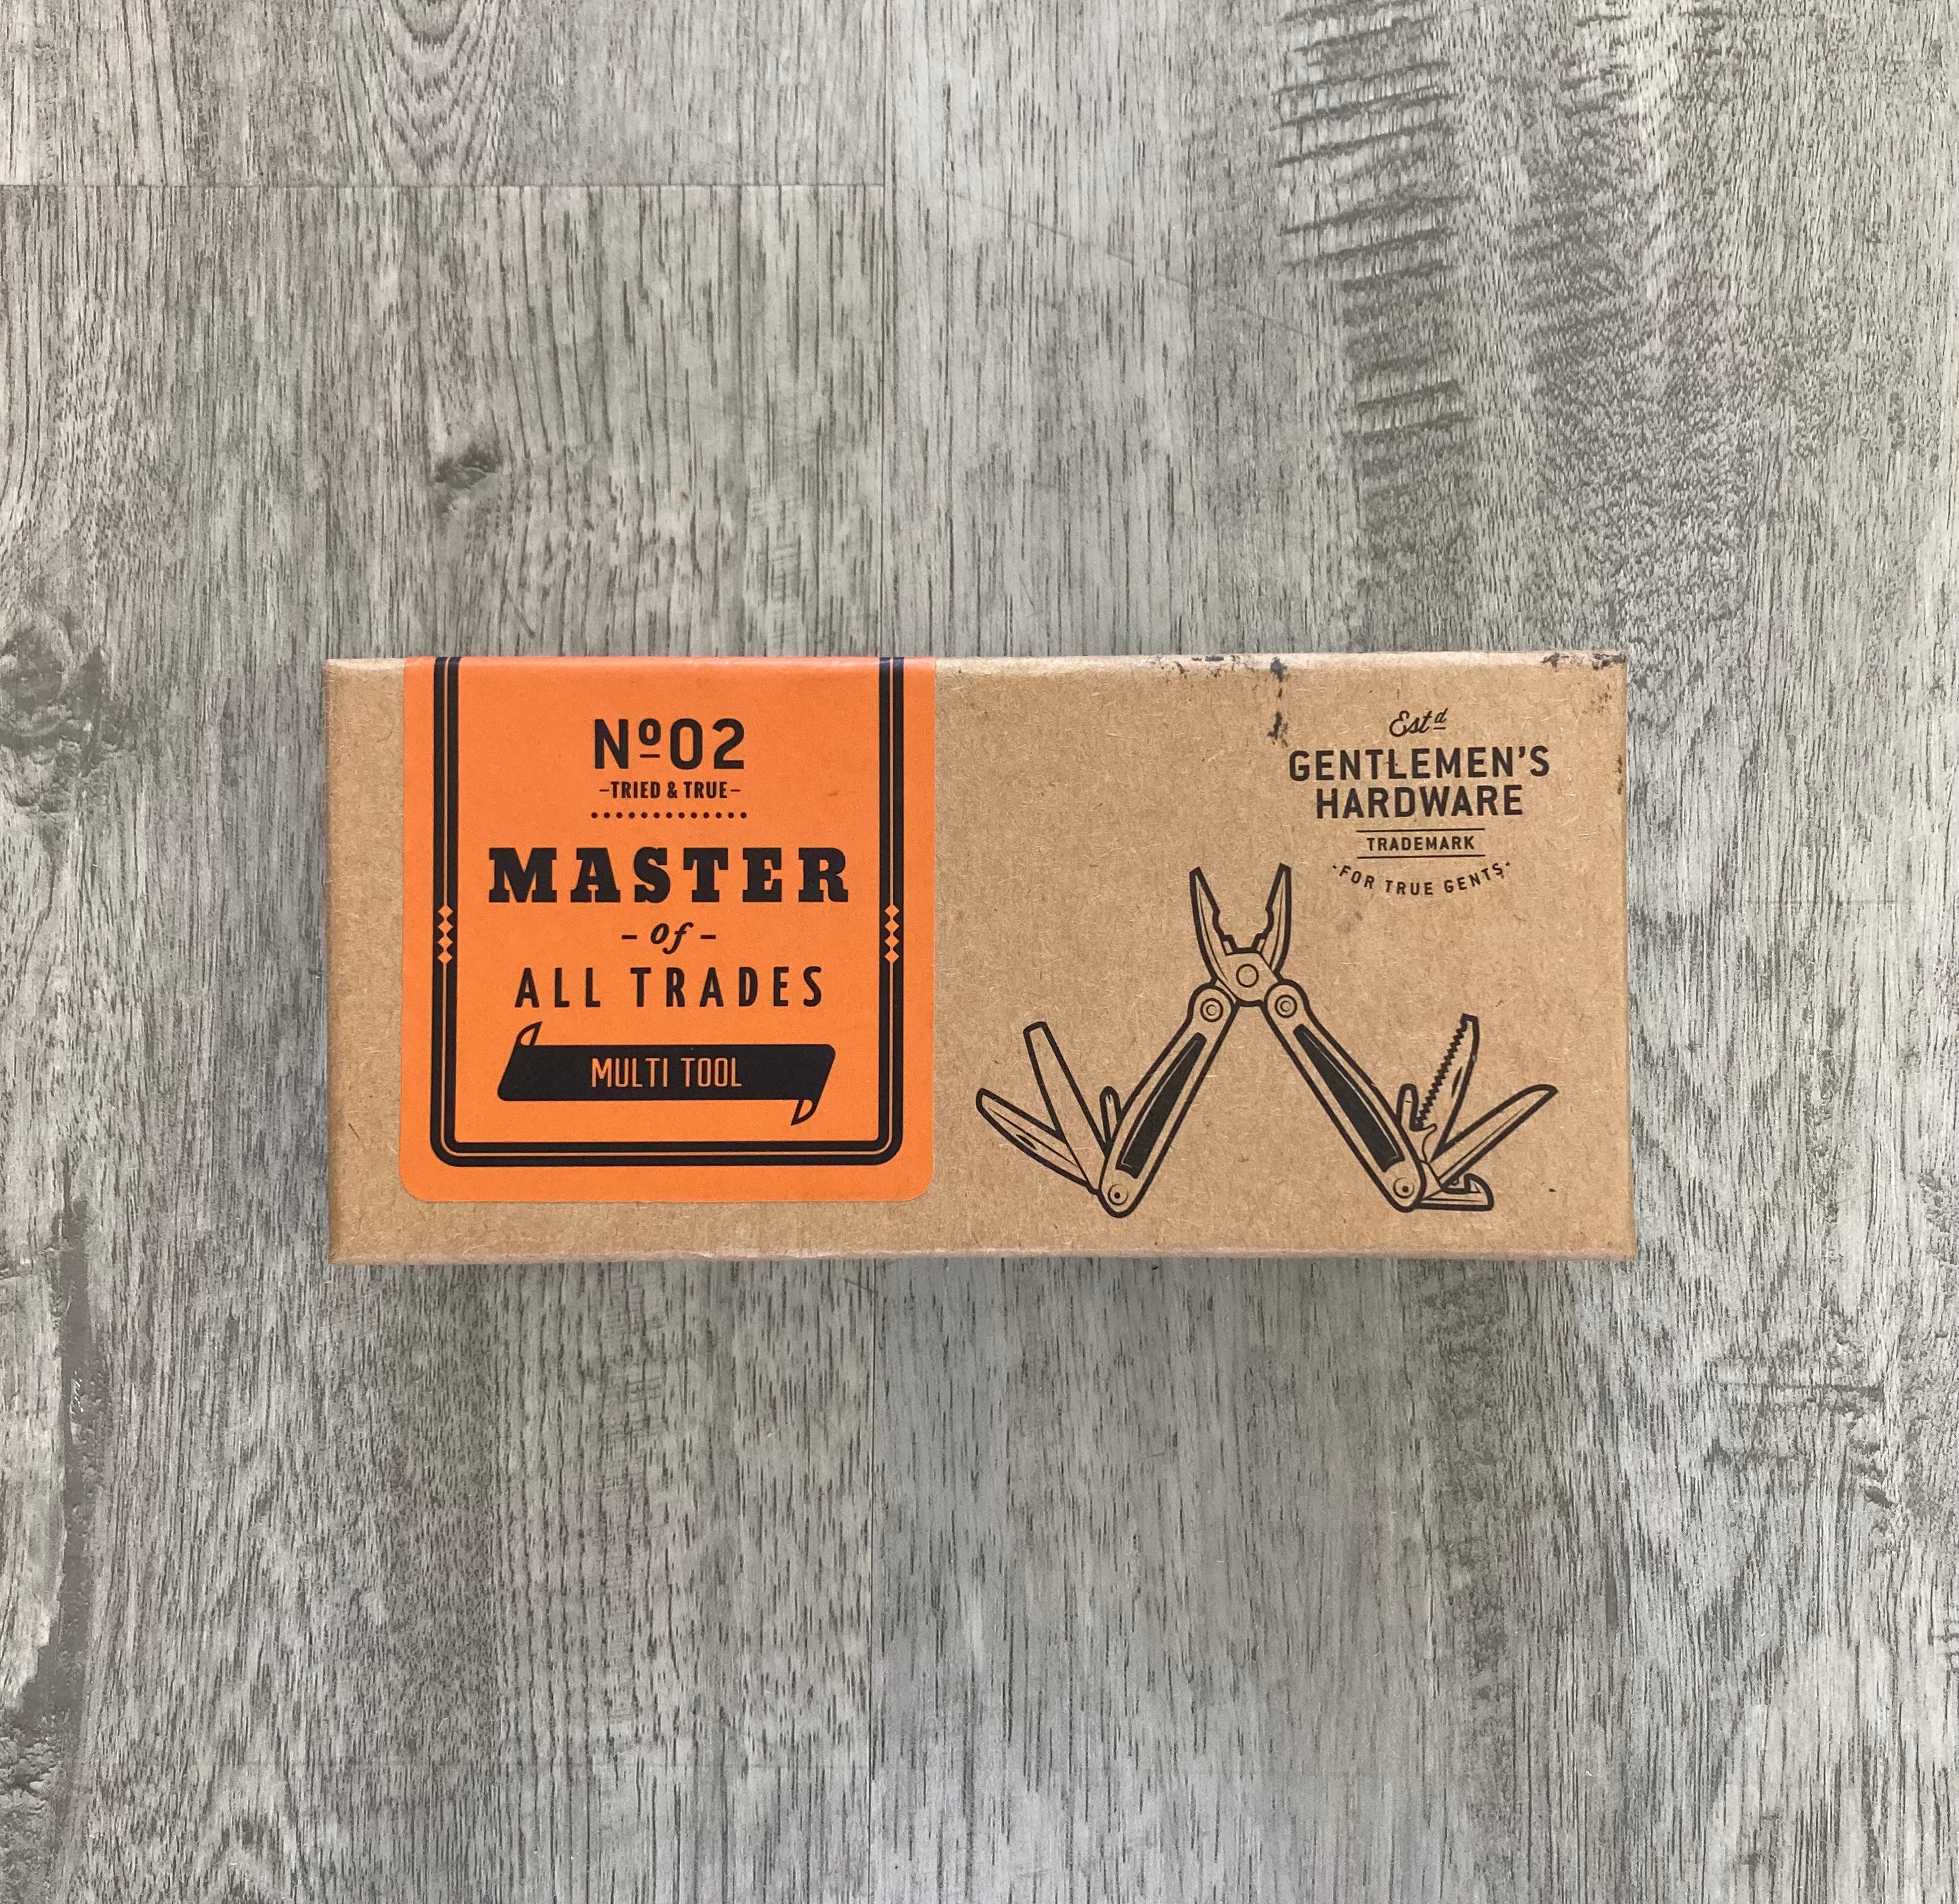 Nº02
-TRIED & TRUE-
MASTER
- of -
ALL TRADES
MULTI TOOL
Estd
GENTLEMEN'S
HARDWARE
TRADEMARK
·FOR TRUE GENTS·